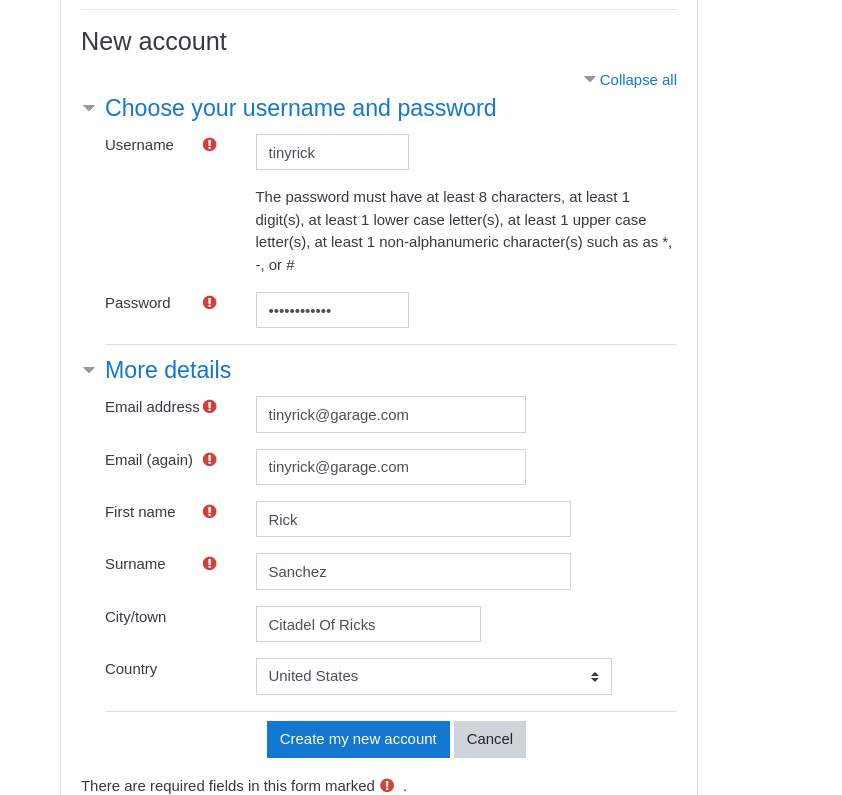 New account
Collapse all
Choose your username and password
Username
tinyrick
The password must have at least 8 characters, at least 1
digit(s), at least 1 lower case letter(s), at least 1 upper case
letter(s), at least 1 non-alphanumeric character(s) such as as *,
-, or #
Password
••••••••••••
More details
Email address
tinyrick@garage.com
Email (again)
tinyrick@garage.com
First name
Rick
Surname
Sanchez
City/town
Citadel Of Ricks
Country
United States
Create my new account Cancel
There are required fields in this form marked .